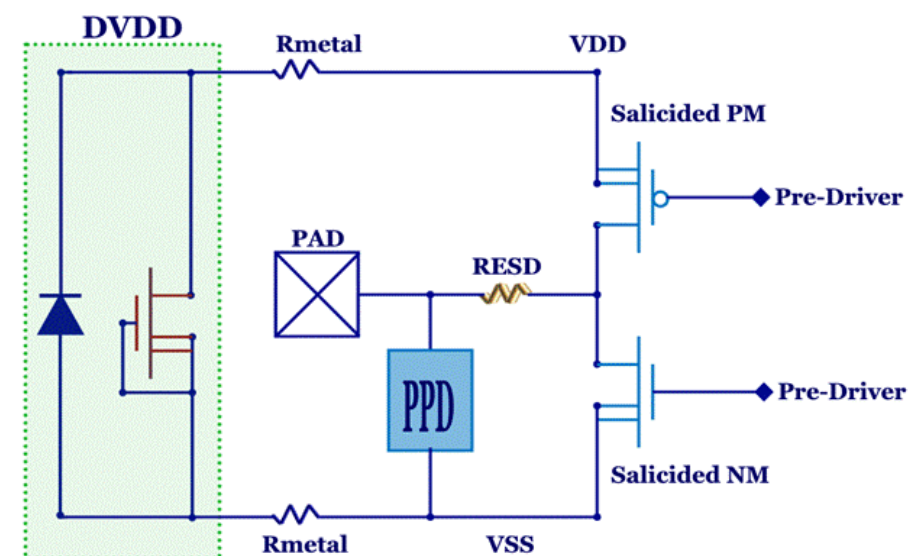 DVDD
Rmetal
VDD
Salicided PM
Pre-Driver
PAD
RESD
PPD
Pre-Driver
Salicided NM
Rmetal
VSS